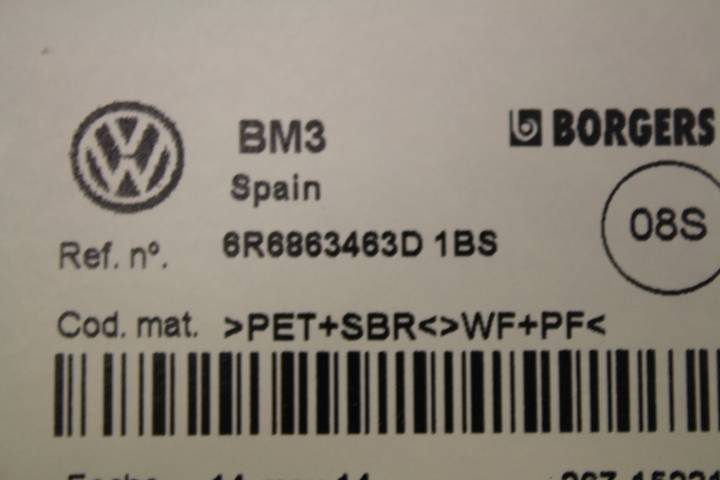 BM3
BORGERS
Spain
08S
Ref. nº. 6R6863463D 1BS
Cod. mat. >PET+SBR<>WF+PF<